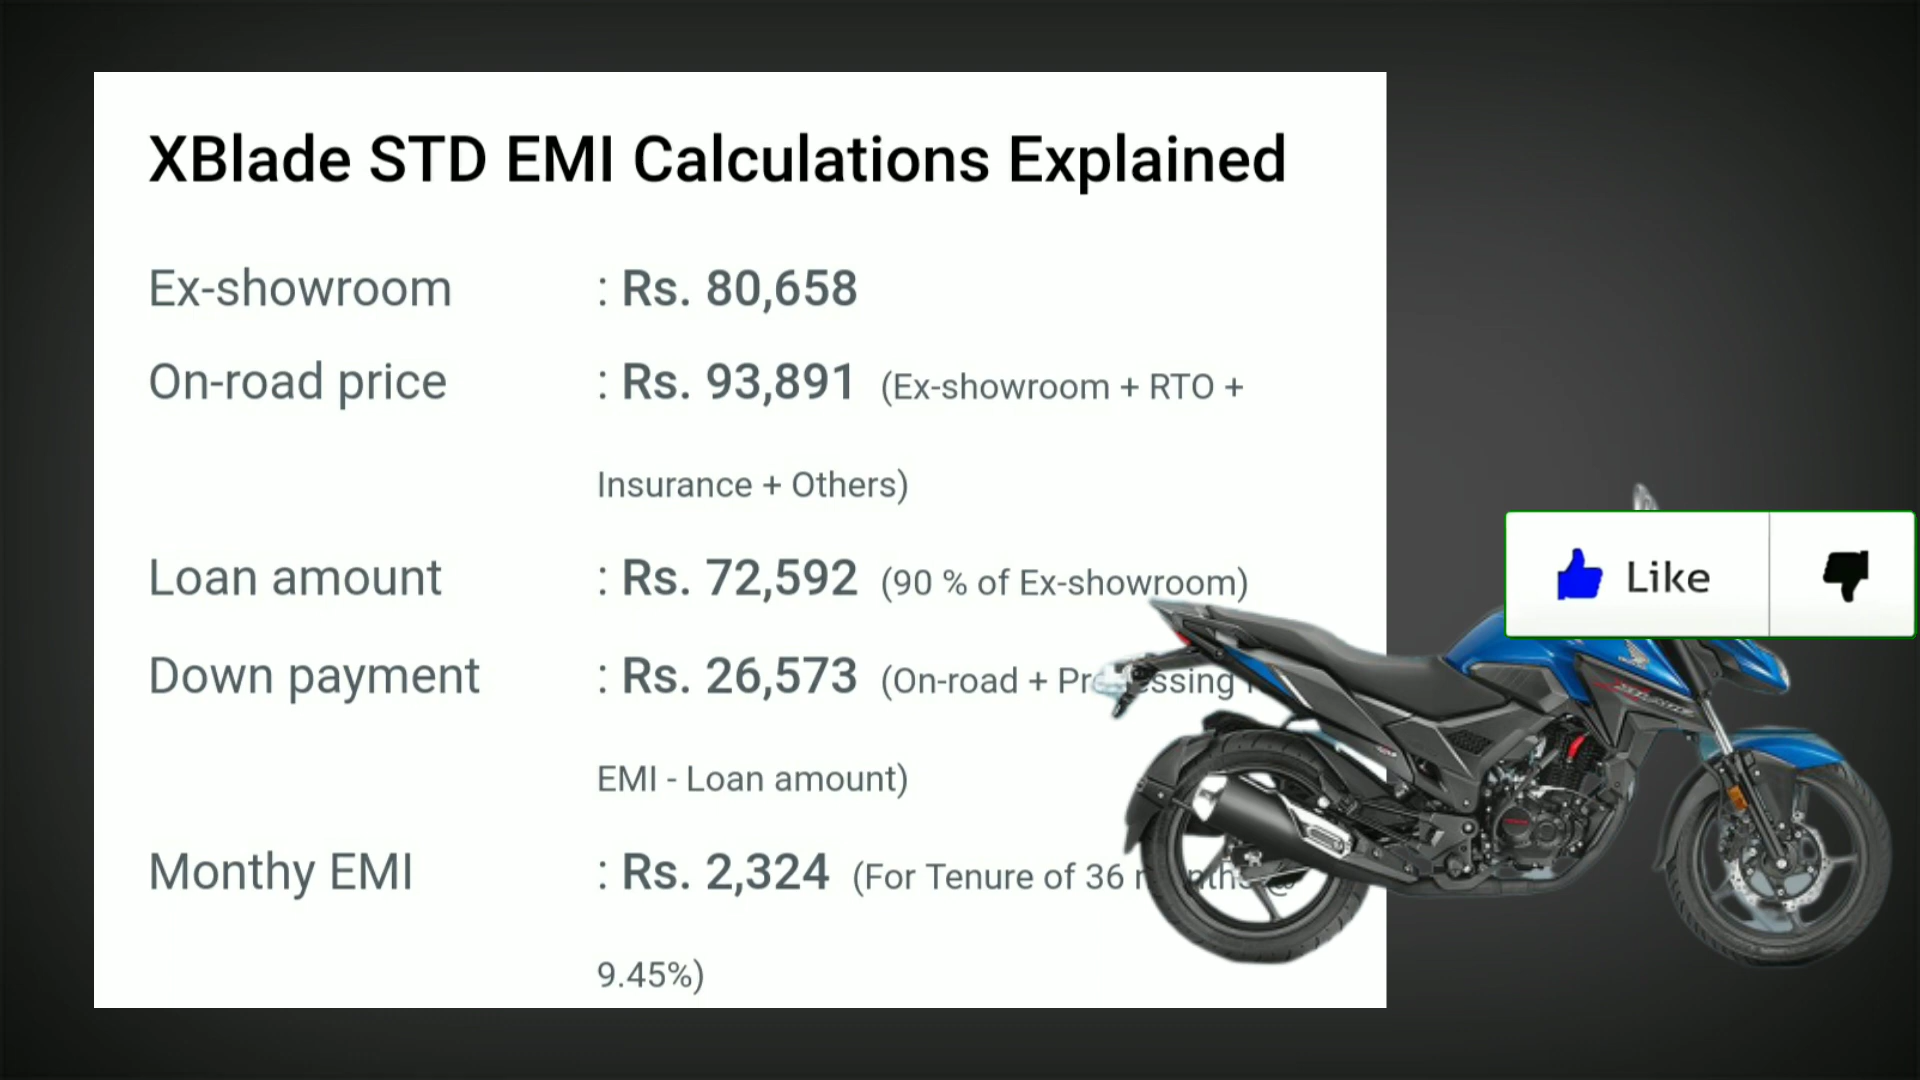 XBlade STD EMI Calculations Explained
Ex-showroom : Rs. 80,658
On-road price : Rs. 93,891 (Ex-showroom + RTO +
Insurance + Others)
Loan amount : Rs. 72,592 (90 % of Ex-showroom)
Down payment : Rs. 26,573 (On-road +
EMI - Loan amount)
Monthy EMI : Rs. 2,324 (For Tenure of 36
9.45%)
Like